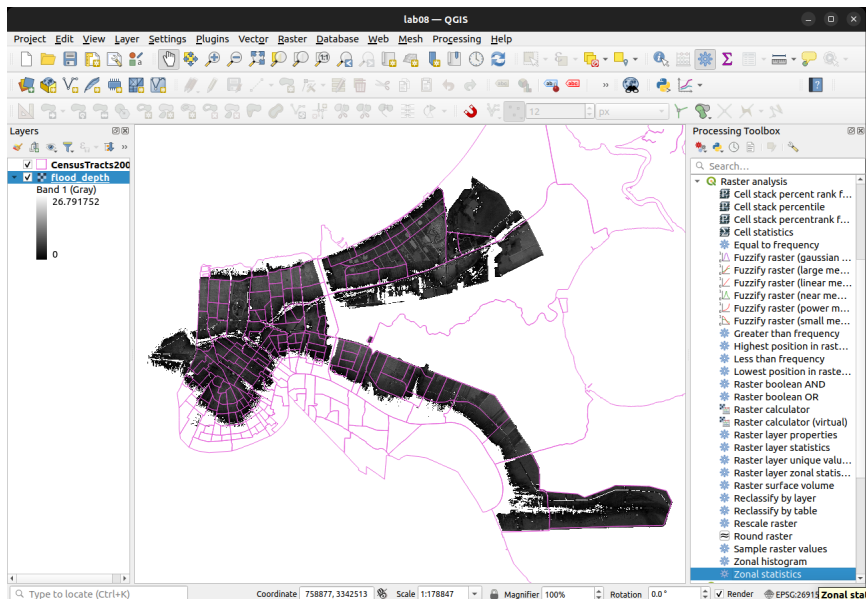 lab08 — QGIS
Project Edit View Layer Settings Plugins Vector Raster Database Web Mesh Processing Help
12 px
Layers
CensusTracts200
flood_depth
Band 1 (Gray)
26.791752
0
Processing Toolbox
Search...
Raster analysis
Cell stack percent rank f...
Cell stack percentile
Cell stack percentrank f...
Cell statistics
Equal to frequency
Fuzzify raster (gaussian ...
Fuzzify raster (large me...
Fuzzify raster (linear me...
Fuzzify raster (near me...
Fuzzify raster (power m...
Fuzzify raster (small me...
Greater than frequency
Highest position in rast...
Less than frequency
Lowest position in raste...
Raster boolean AND
Raster boolean OR
Raster calculator
Raster calculator (virtual)
Raster layer properties
Raster layer statistics
Raster layer unique valu...
Raster layer zonal statis...
Raster surface volume
Reclassify by layer
Reclassify by table
Rescale raster
Round raster
Sample raster values
Zonal histogram
Zonal statistics
Type to locate (Ctrl+K) Coordinate 758877, 3342513 Scale 1:178847 Magnifier 100% Rotation 0.0° Render EPSG:26915 Zonal sta